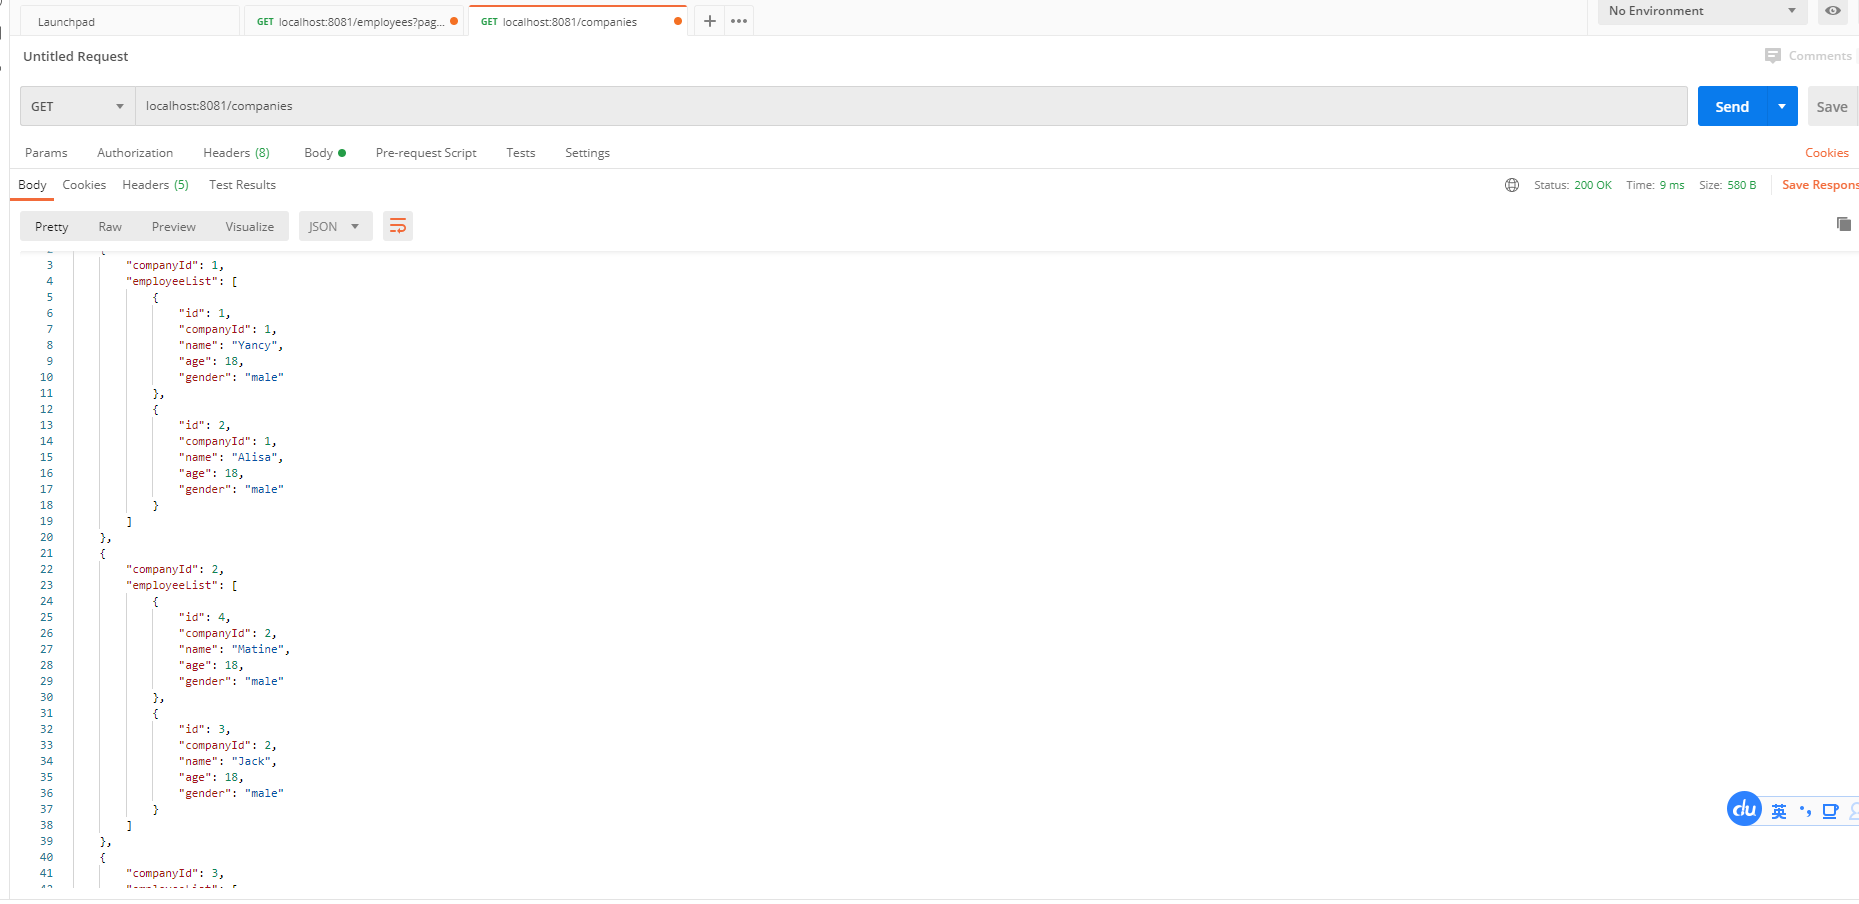 Launchpad
GET localhost:8081/employees?pag...
GET localhost:8081/companies
No Environment
Untitled Request
Comments
GET localhost:8081/companies
Send
Save
Params Authorization Headers (8) Body Pre-request Script Tests Settings
Cookies
Body Cookies Headers (5) Test Results
Status: 200 OK Time: 9 ms Size: 580 B Save Respons
Pretty Raw Preview Visualize JSON
2 {
3 "companyId": 1,
4 "employeeList": [
5 {
6 "id": 1,
7 "companyId": 1,
8 "name": "Yancy",
9 "age": 18,
10 "gender": "male"
11 },
12 {
13 "id": 2,
14 "companyId": 1,
15 "name": "Alisa",
16 "age": 18,
17 "gender": "male"
18 }
19 ]
20 },
21 {
22 "companyId": 2,
23 "employeeList": [
24 {
25 "id": 4,
26 "companyId": 2,
27 "name": "Matine",
28 "age": 18,
29 "gender": "male"
30 },
31 {
32 "id": 3,
33 "companyId": 2,
34 "name": "Jack",
35 "age": 18,
36 "gender": "male"
37 }
38 ]
39 },
40 {
41 "companyId": 3,
42 "employeeList": [
du 英